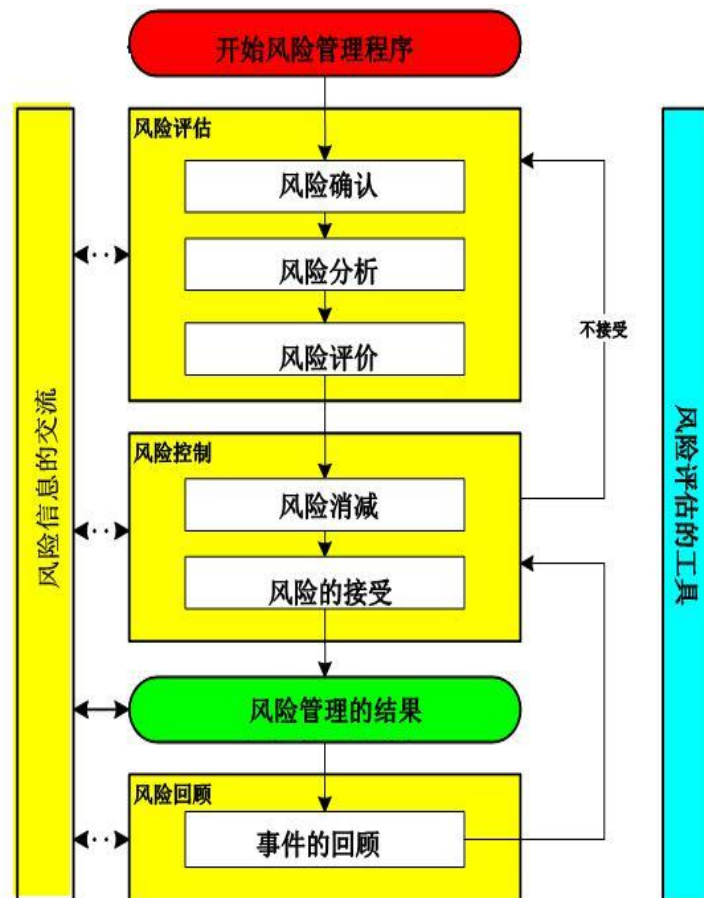 开始风险管理程序
风险评估
风险确认
风险分析
风险评价
不接受
风险控制
风险消减
风险的接受
风险管理的结果
风险回顾
事件的回顾
风险信息的交流
风险评估的工具